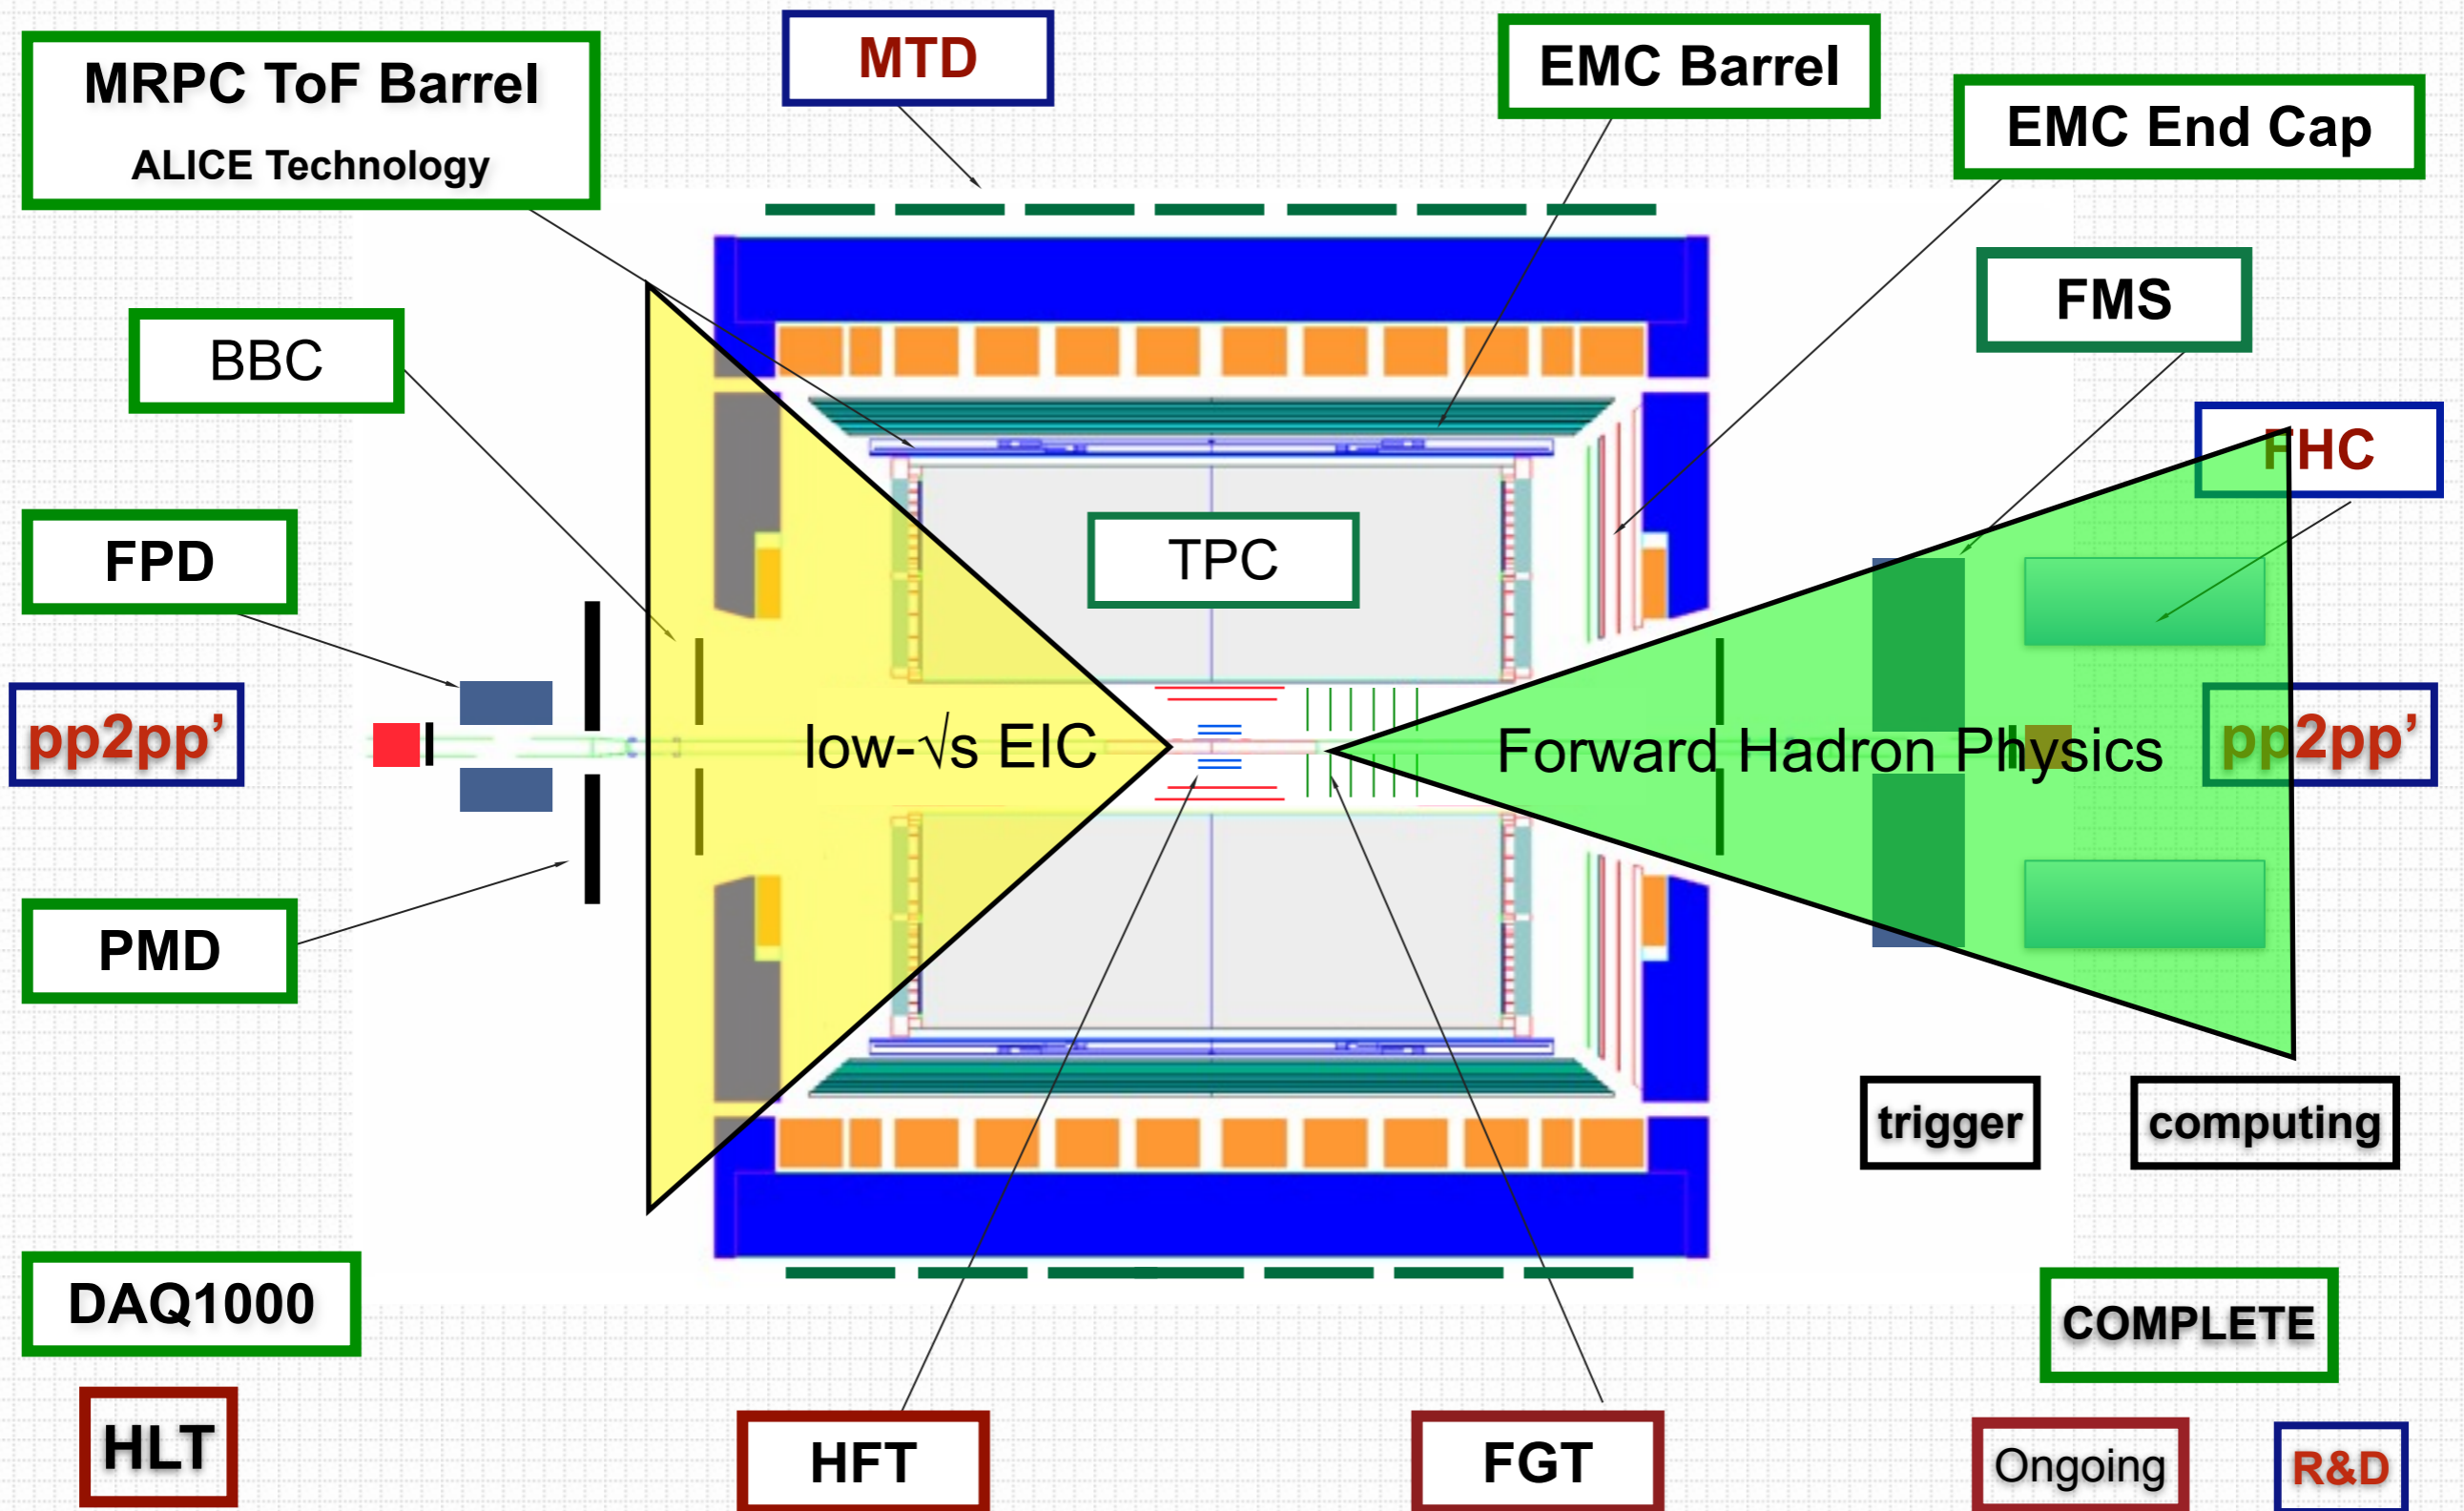 MTD
MRPC ToF Barrel
ALICE Technology
EMC Barrel
EMC End Cap
FMS
BBC
FHC
FPD
TPC
pp2pp’
low-√s EIC
Forward Hadron Physics
pp2pp’
PMD
trigger
computing
DAQ1000
COMPLETE
HLT
HFT
FGT
Ongoing
R&D